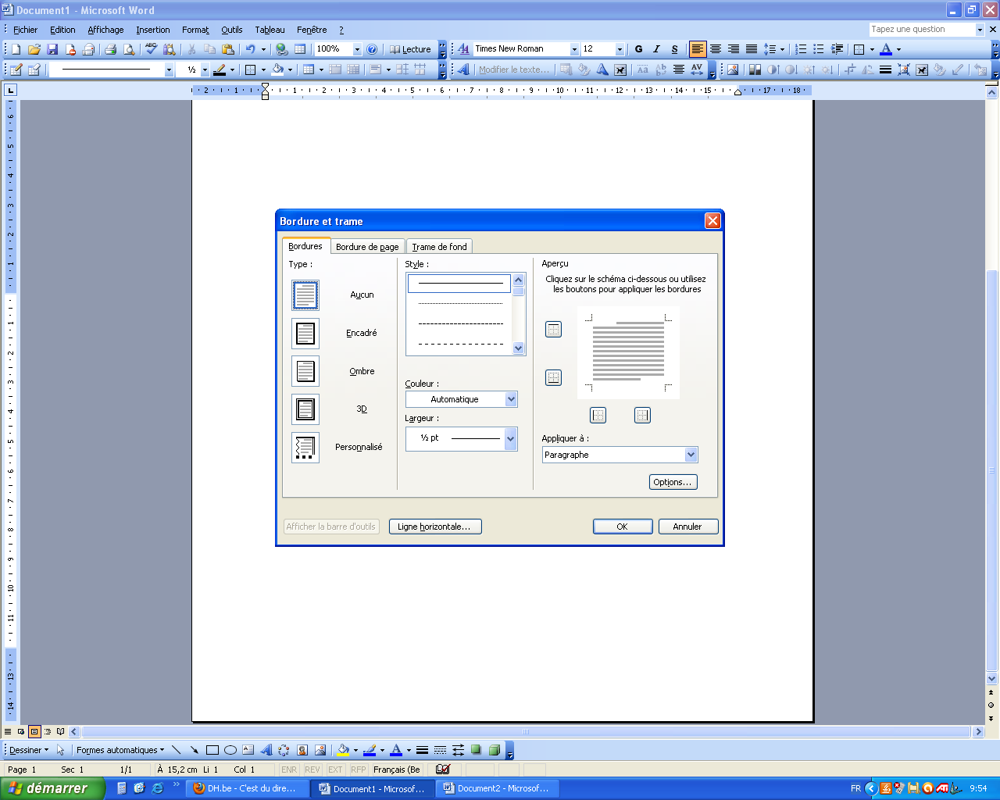 Document1 - Microsoft Word
Fichier Edition Affichage Insertion Format Outils Tableau Fenêtre ? Tapez une question
100% Lecture Times New Roman 12 G I S
½ Modifier le texte...
2 1 1 2 3 4 5 6 7 8 9 10 11 12 13 14 15 17 18
Bordure et trame
Bordures Bordure de page Trame de fond
Type :
Aucun
Encadré
Ombre
3D
Personnalisé
Style :
Couleur :
Automatique
Largeur :
½ pt
Aperçu
Cliquez sur le schéma ci-dessous ou utilisez
les boutons pour appliquer les bordures
Appliquer à :
Paragraphe
Options...
Afficher la barre d'outils Ligne horizontale... OK Annuler
Dessiner Formes automatiques
Page 1 Sec 1 1/1 À 15,2 cm Li 1 Col 1 ENR REV EXT RFP Français (Be
démarrer DH.be - C'est du dire... Document1 - Microsof... Document2 - Microsof... FR 9:54